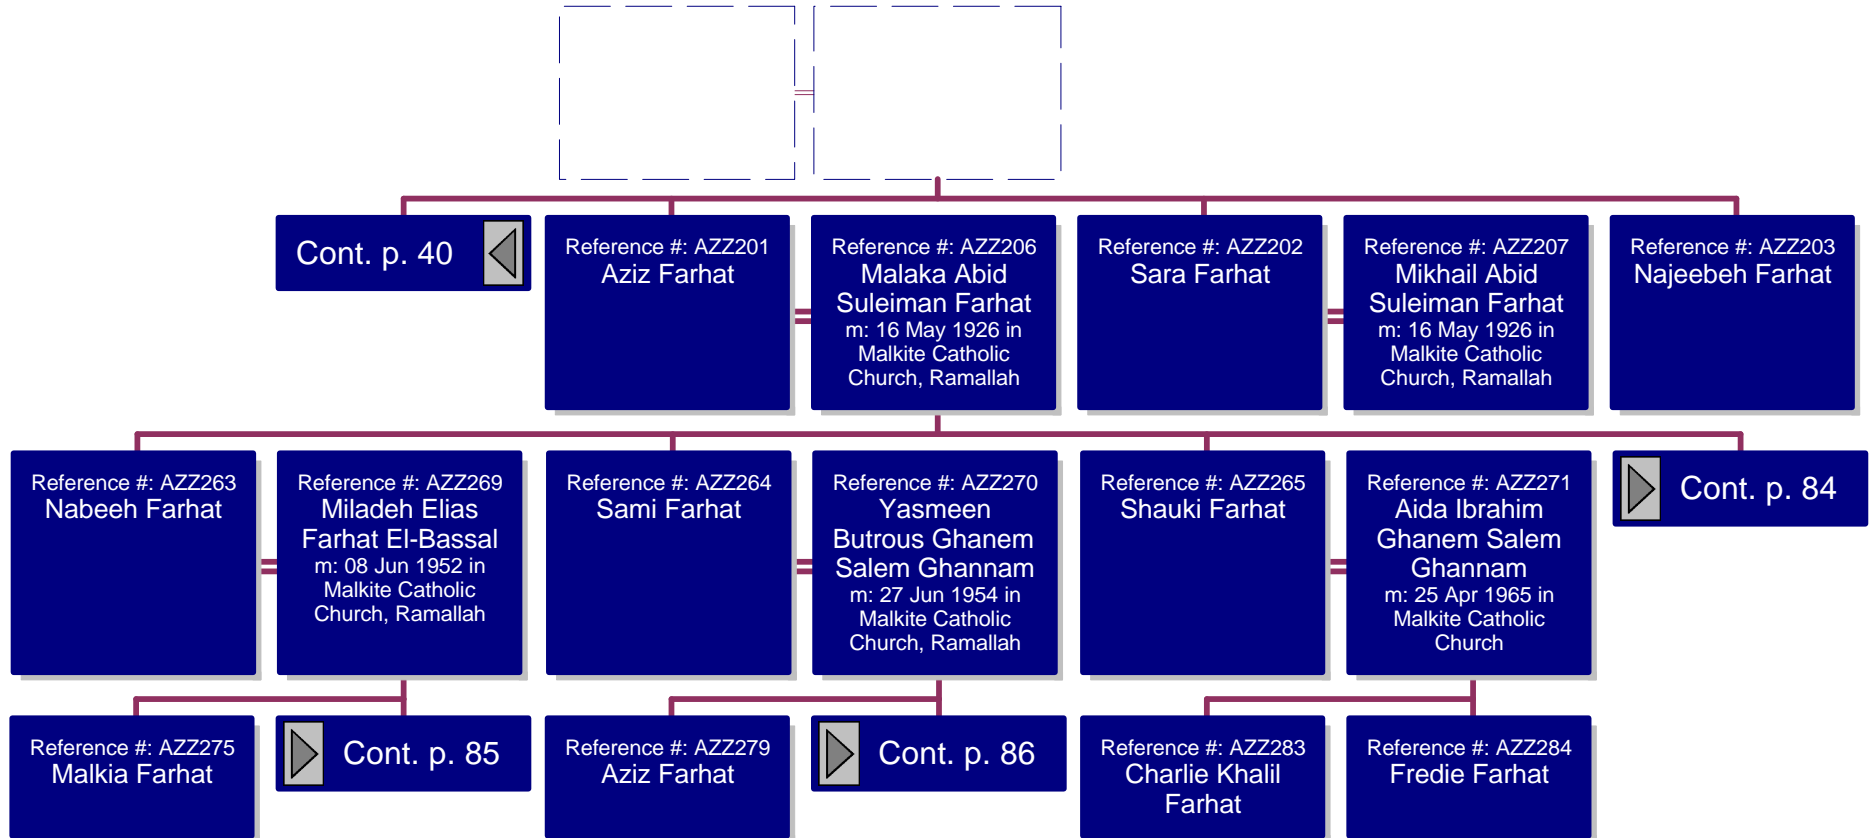 Cont. p. 40
Reference #: AZZ201
Aziz Farhat
Reference #: AZZ206
Malaka Abid
Suleiman Farhat
m: 16 May 1926 in
Malkite Catholic
Church, Ramallah
Reference #: AZZ202
Sara Farhat
Reference #: AZZ207
Mikhail Abid
Suleiman Farhat
m: 16 May 1926 in
Malkite Catholic
Church, Ramallah
Reference #: AZZ203
Najeebeh Farhat
Reference #: AZZ263
Nabeeh Farhat
Reference #: AZZ269
Miladeh Elias
Farhat El-Bassal
m: 08 Jun 1952 in
Malkite Catholic
Church, Ramallah
Reference #: AZZ264
Sami Farhat
Reference #: AZZ270
Yasmeen
Butrous Ghanem
Salem Ghannam
m: 27 Jun 1954 in
Malkite Catholic
Church, Ramallah
Reference #: AZZ265
Shauki Farhat
Reference #: AZZ271
Aida Ibrahim
Ghanem Salem
Ghannam
m: 25 Apr 1965 in
Malkite Catholic
Church
Cont. p. 84
Reference #: AZZ275
Malkia Farhat
Cont. p. 85
Reference #: AZZ279
Aziz Farhat
Cont. p. 86
Reference #: AZZ283
Charlie Khalil
Farhat
Reference #: AZZ284
Fredie Farhat